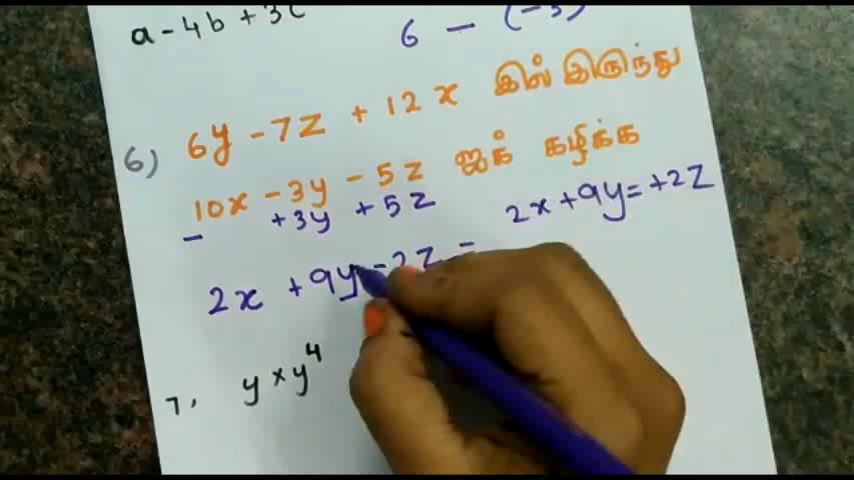 a - 4b + 3c
6 - (-5)
6) 6y - 7z + 12x இல் இருந்து
10x - 3y - 5z ஐக் கழிக்க
- +3y +5z
2x + 9y = +2z
2x + 9y - 2z =
7, y × y⁴